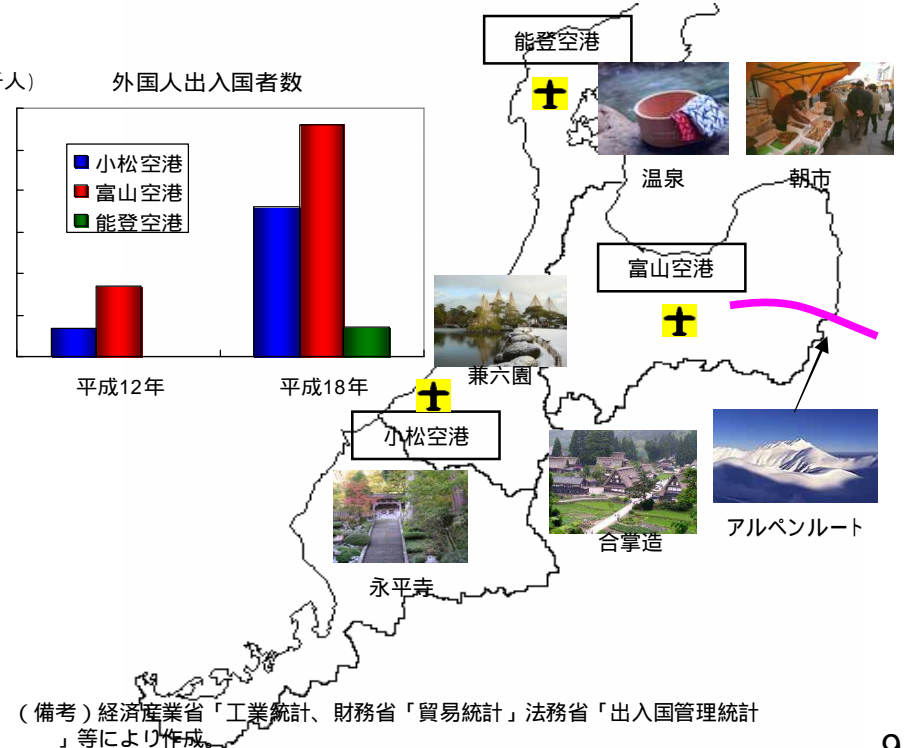 能登空港
千人）
外国人出入国者数
小松空港
富山空港
能登空港
温泉
朝市
富山空港
兼六園
平成12年
平成18年
小松空港
アルペンルート
合掌造
永平寺
（備考）経済産業省「工業統計、財務省「貿易統計」法務省「出入国管理統計
」等により作成。